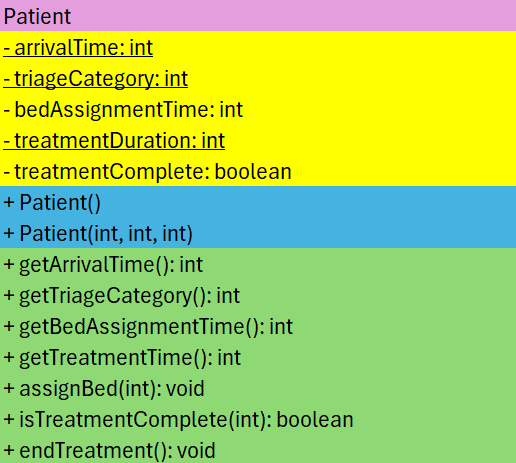 Patient
- arrivalTime: int
- triageCategory: int
- bedAssignmentTime: int
- treatmentDuration: int
- treatmentComplete: boolean
+ Patient()
+ Patient(int, int, int)
+ getArrivalTime(): int
+ getTriageCategory(): int
+ getBedAssignmentTime(): int
+ getTreatmentTime(): int
+ assignBed(int): void
+ isTreatmentComplete(int): boolean
+ endTreatment(): void